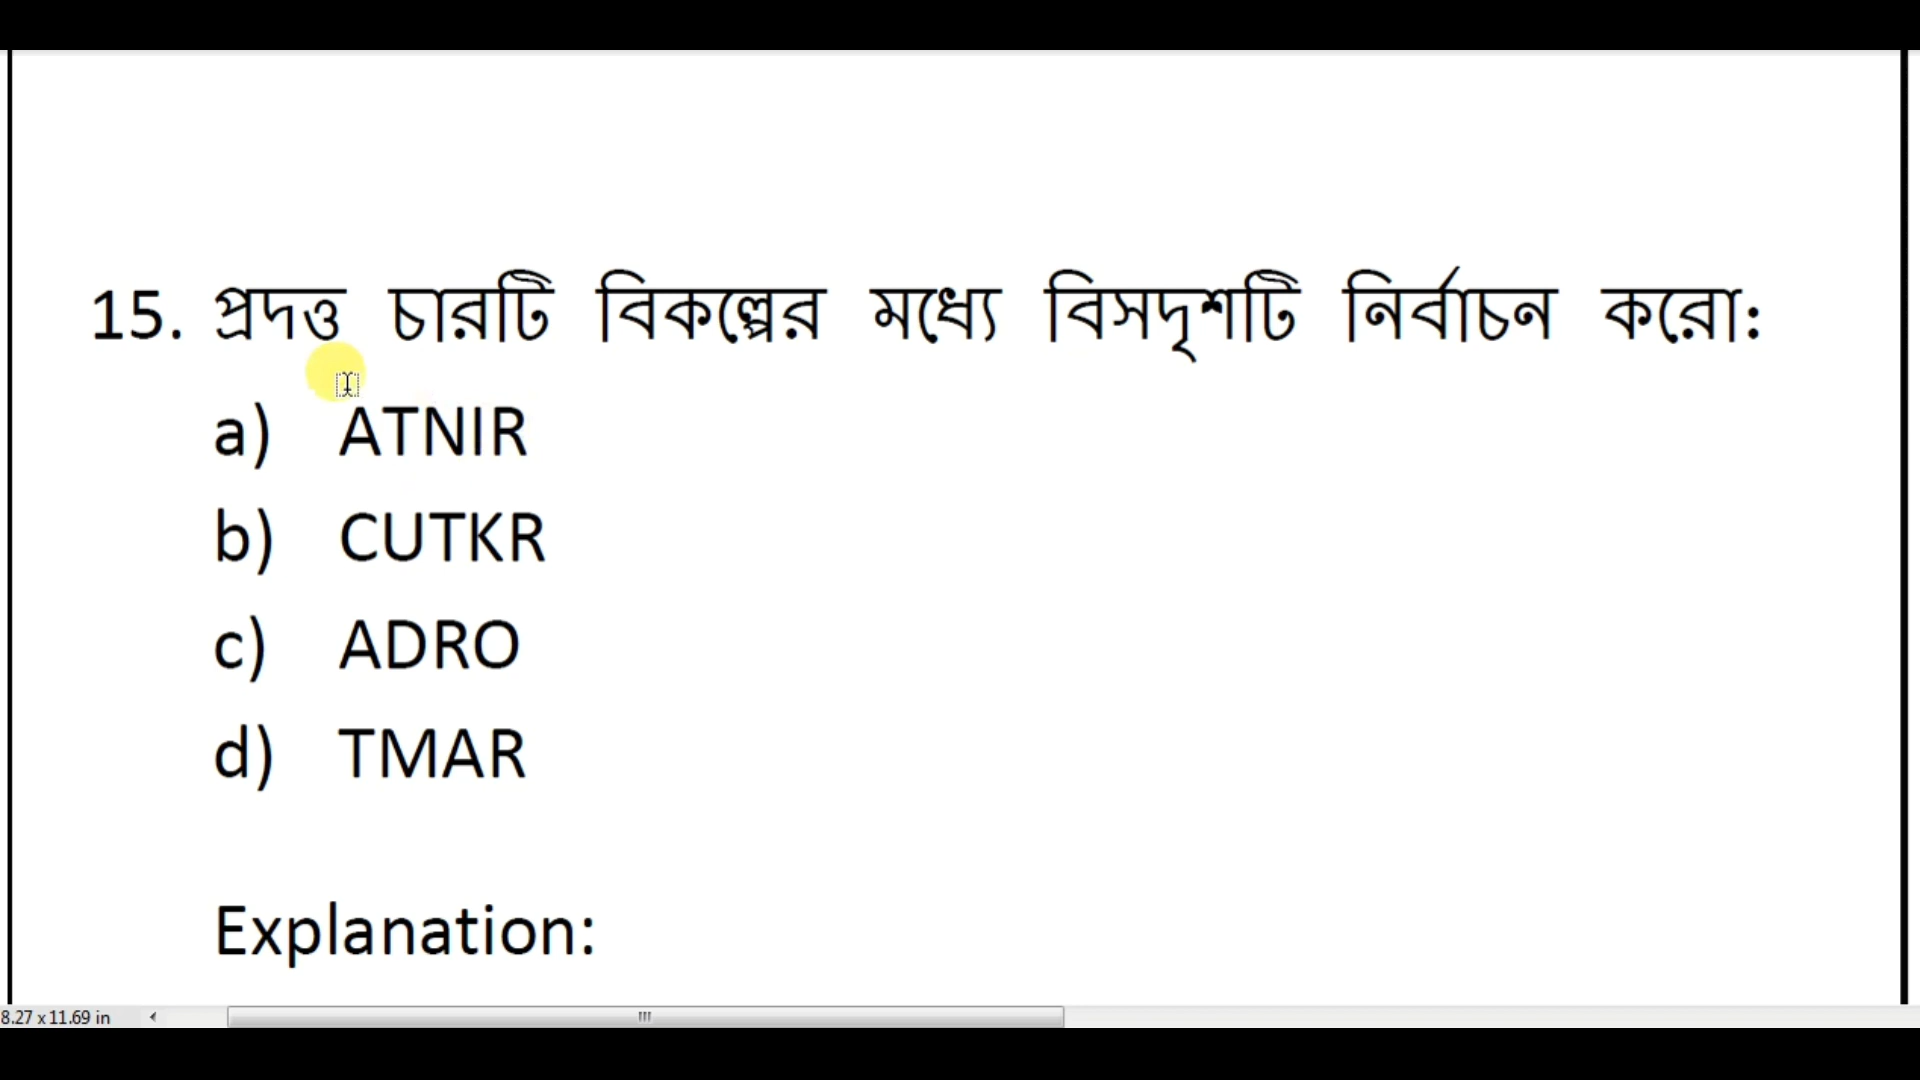 15. প্রদত্ত চারটি বিকল্পের মধ্যে বিসদৃশটি নির্বাচন করো:
a) ATNIR
b) CUTKR
c) ADRO
d) TMAR
Explanation:
8.27 x 11.69 in